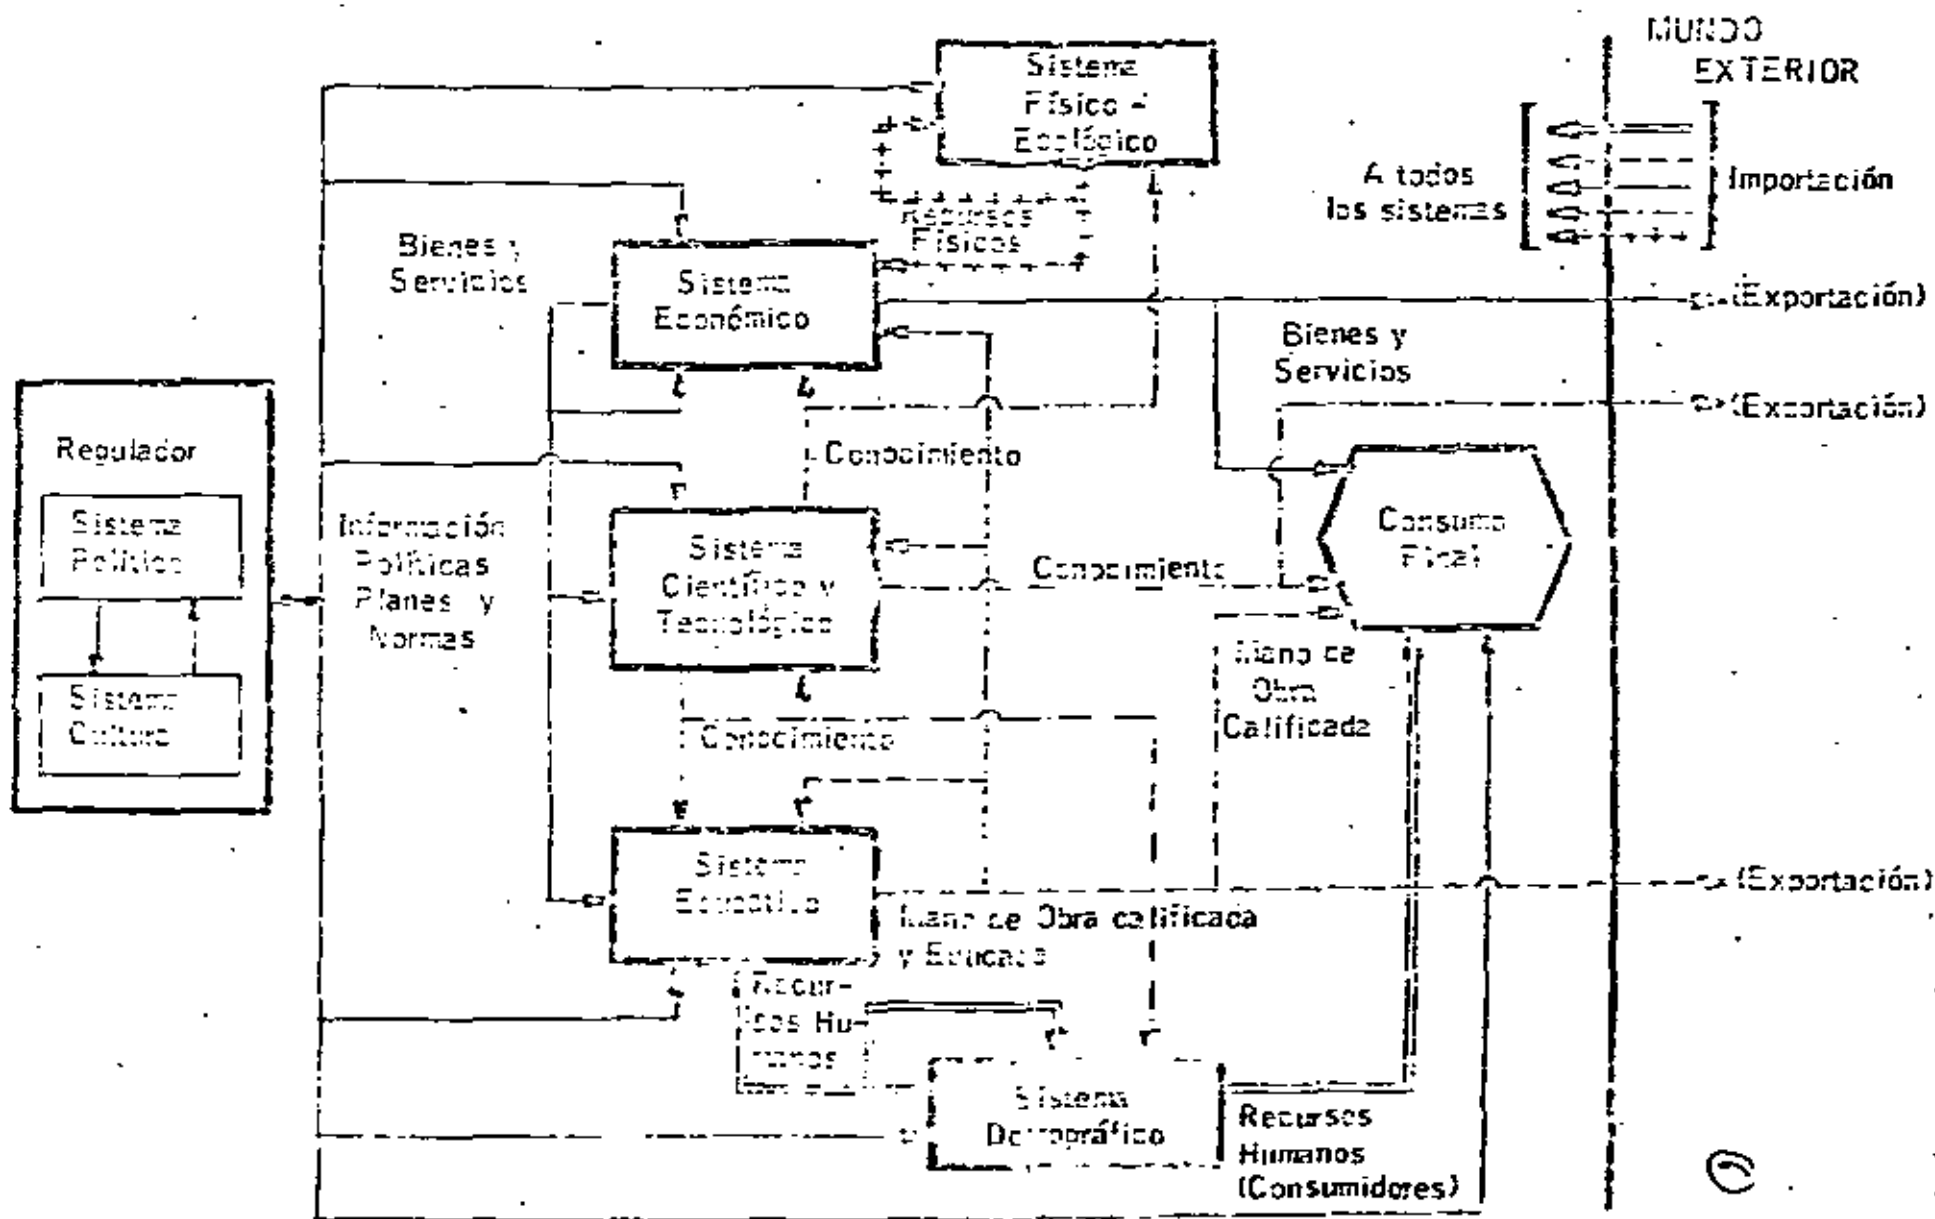 MUNDO
EXTERIOR
Sistema
Físico -
Ecológico
A todos
los sistemas
Importación
Recursos
Físicos
Bienes y
Servicios
Sistema
Económico
(Exportación)
Bienes y
Servicios
(Exportación)
Regulador
Conocimiento
Sistema
Político
Información
Políticas
Planes y
Normas
Sistema
Científico y
Tecnológico
Conocimiento
Consumo
Final
Sistema
Cultura
Mano de
Obra
Calificada
Conocimiento
Sistema
Educativo
(Exportación)
Mano de Obra calificada
y Educada
Recur-
sos Hu-
manos
Sistema
Demográfico
Recursos
Humanos
(Consumidores)